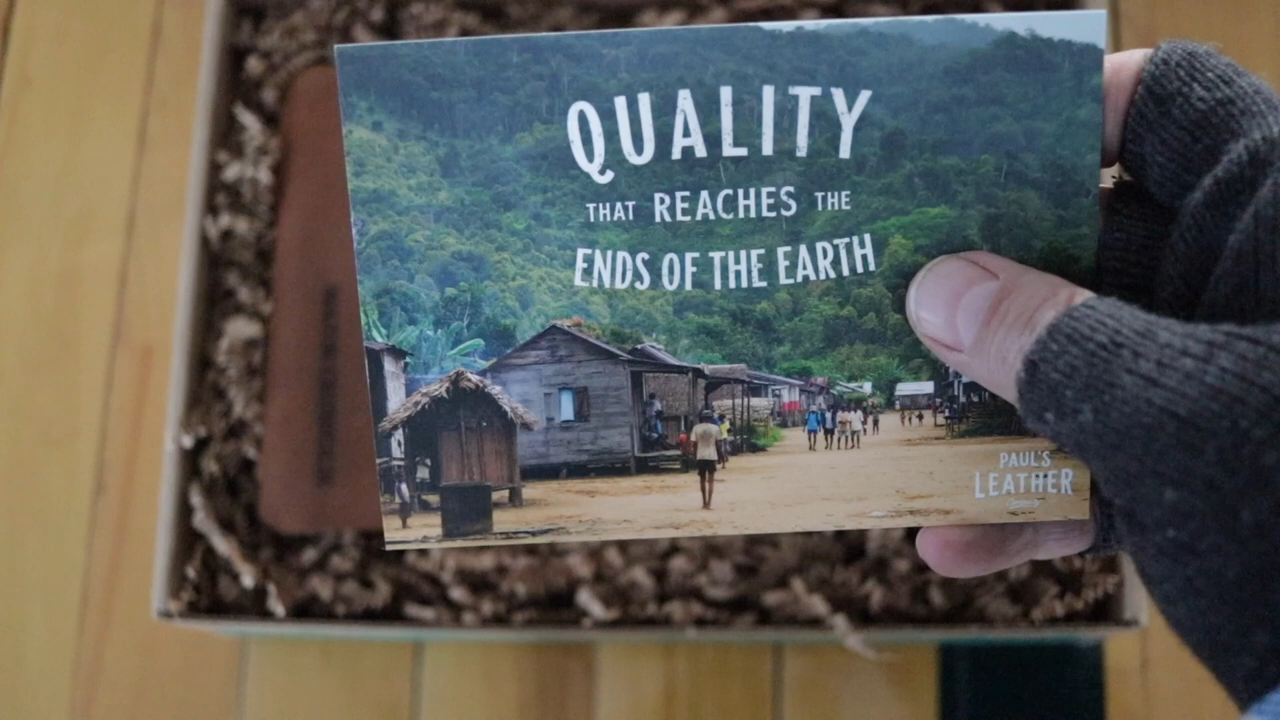 QUALITY
THAT REACHES THE
ENDS OF THE EARTH
PAUL'S
LEATHER